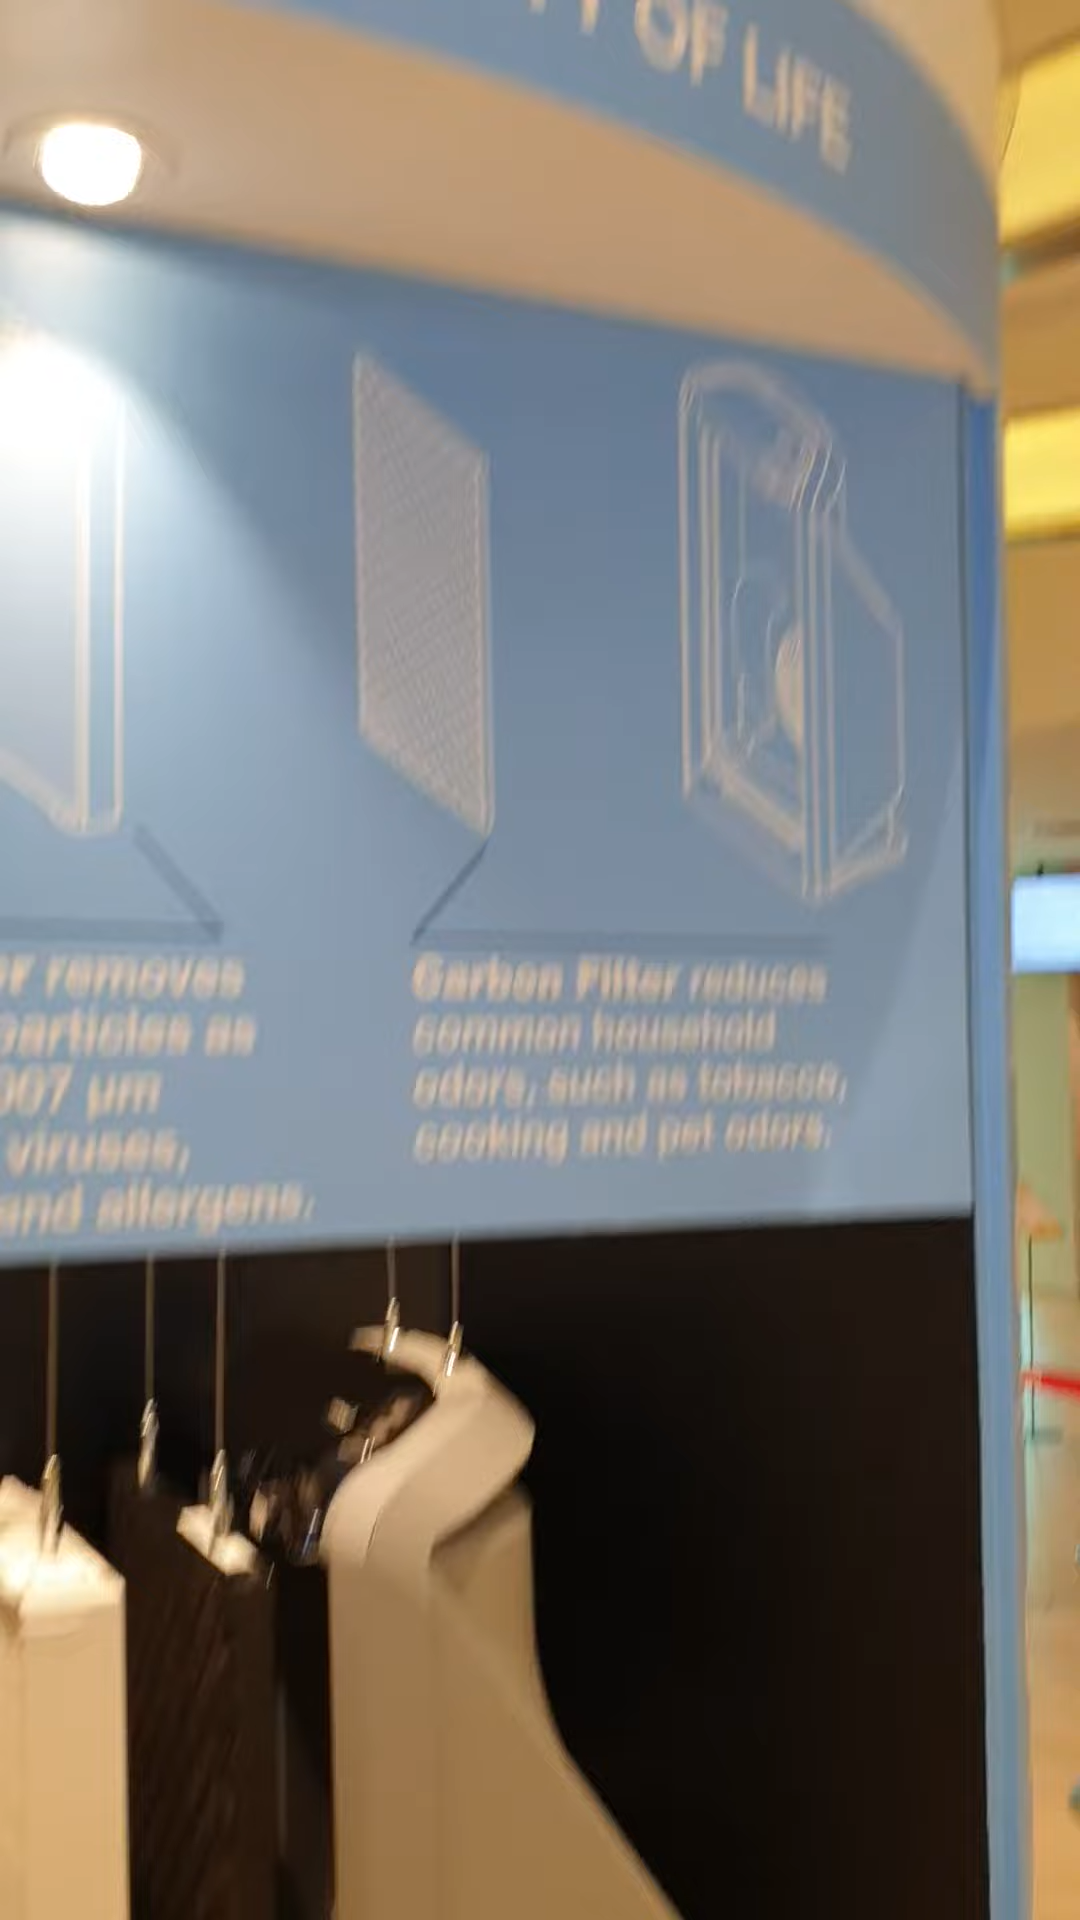 OF LIFE
removes
particles as
007 µm
viruses,
and allergens.
Carbon Filter reduces
common household
odors, such as tobacco,
cooking and pet odors.